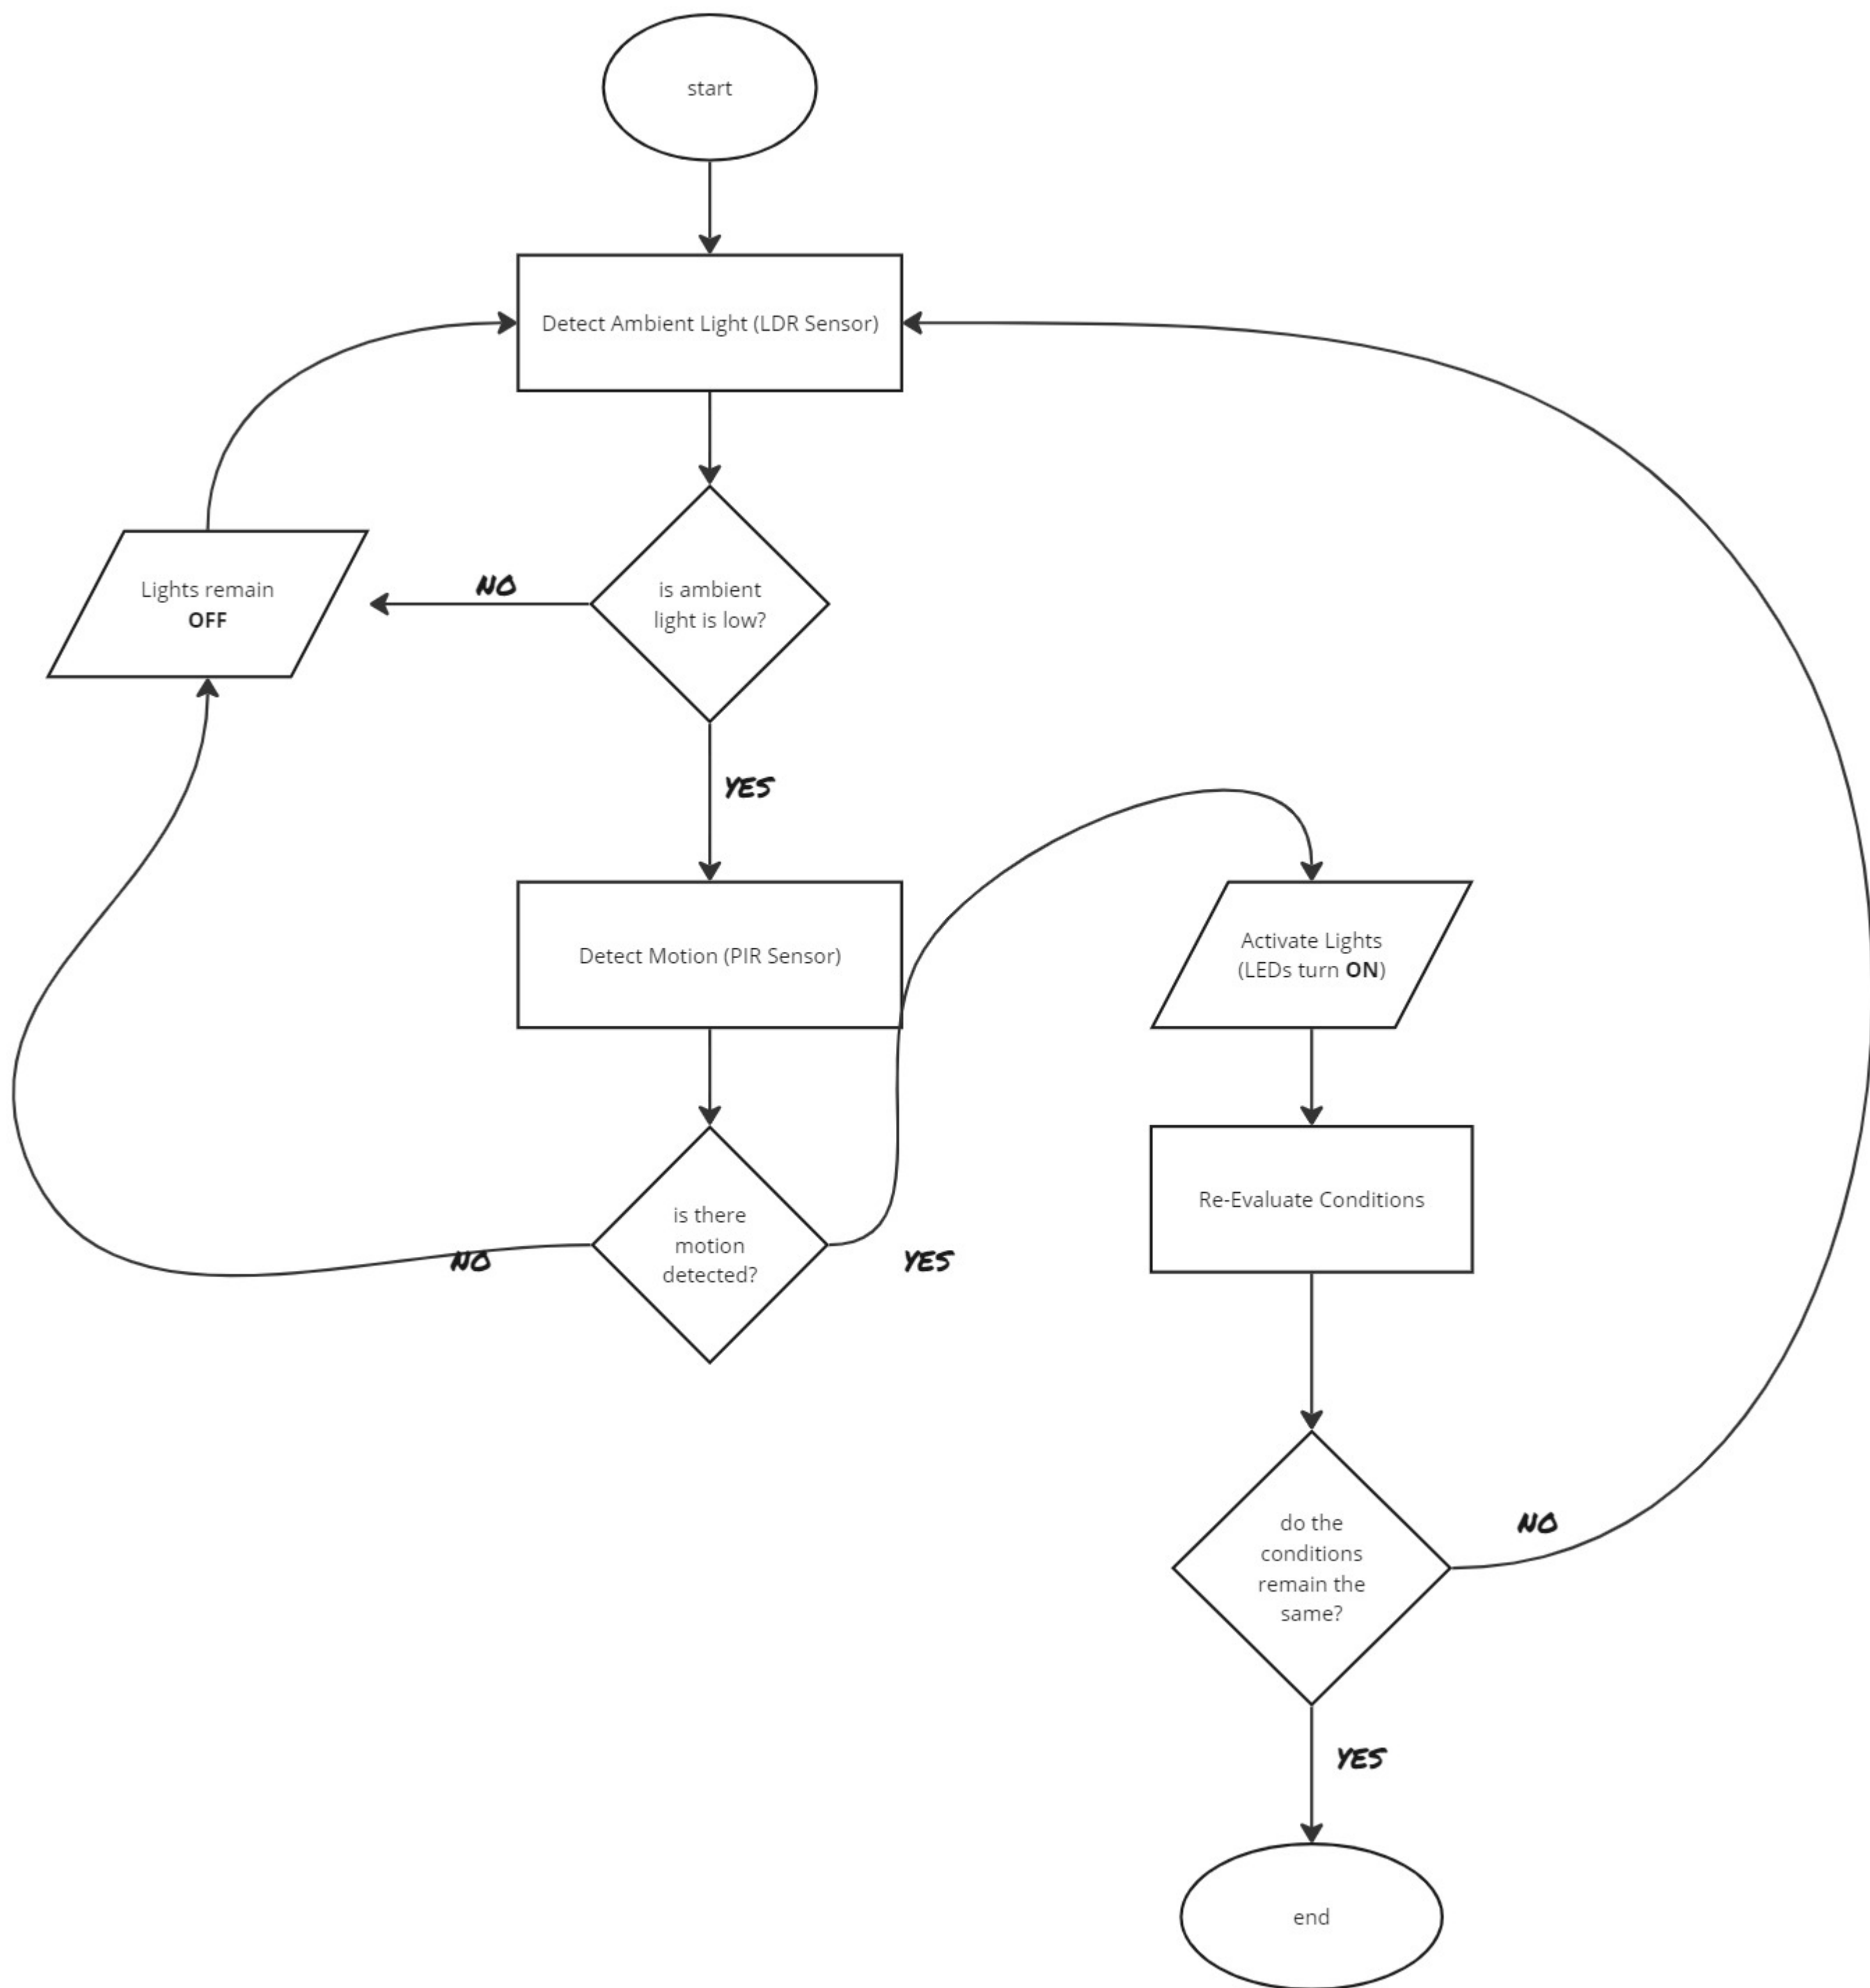 start
Detect Ambient Light (LDR Sensor)
Lights remain
OFF
NO
is ambient
light is low?
YES
Detect Motion (PIR Sensor)
Activate Lights
(LEDs turn ON)
is there
motion
detected?
NO
YES
Re-Evaluate Conditions
do the
conditions
remain the
same?
NO
YES
end